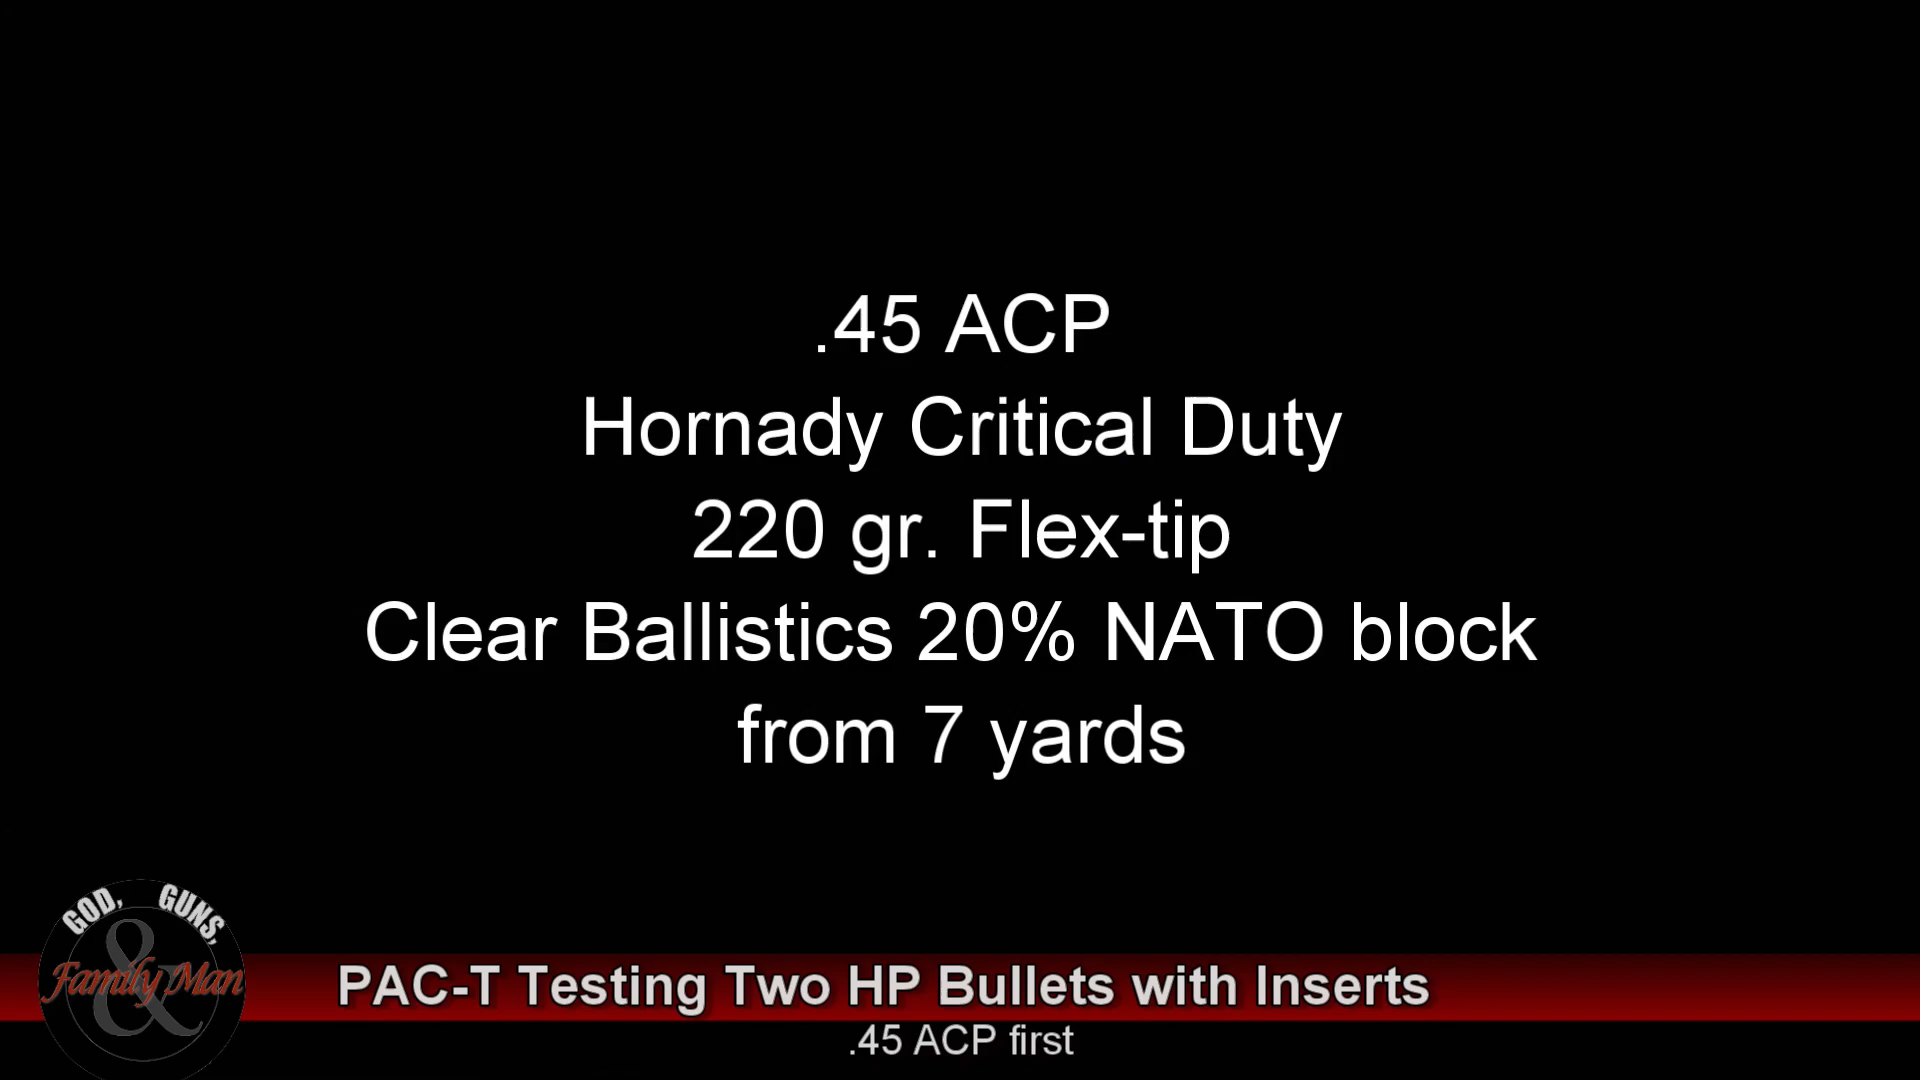 .45 ACP
Hornady Critical Duty
220 gr. Flex-tip
Clear Ballistics 20% NATO block
from 7 yards
GOD, GUNS,
&
Family Man
PAC-T Testing Two HP Bullets with Inserts
.45 ACP first